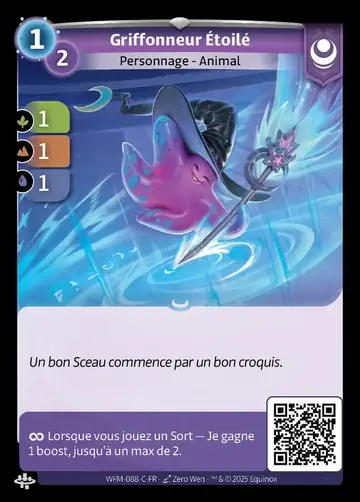 1
Griffonneur Étoilé
2
Personnage - Animal
1
1
1
Un bon Sceau commence par un bon croquis.
∞ Lorsque vous jouez un Sort — Je gagne
1 boost, jusqu'à un max de 2.
WFM-088-C-FR - Zero Wen - ™ & © 2025 Equinox